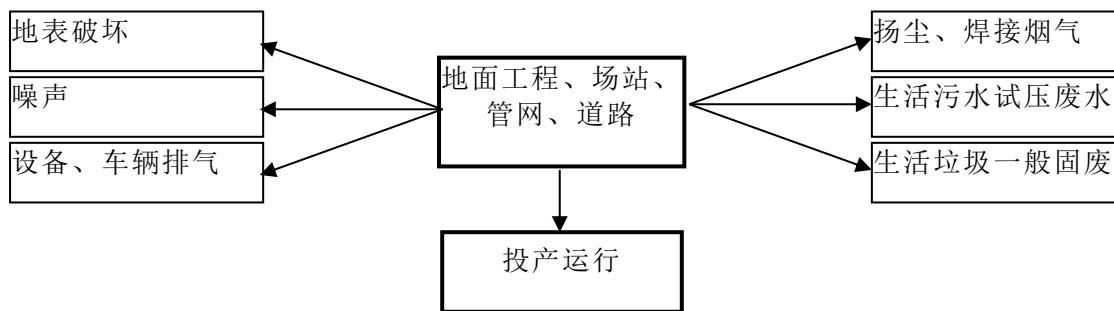 地表破坏
噪声
设备、车辆排气
地面工程、场站、
管网、道路
投产运行
扬尘、焊接烟气
生活污水试压废水
生活垃圾一般固废